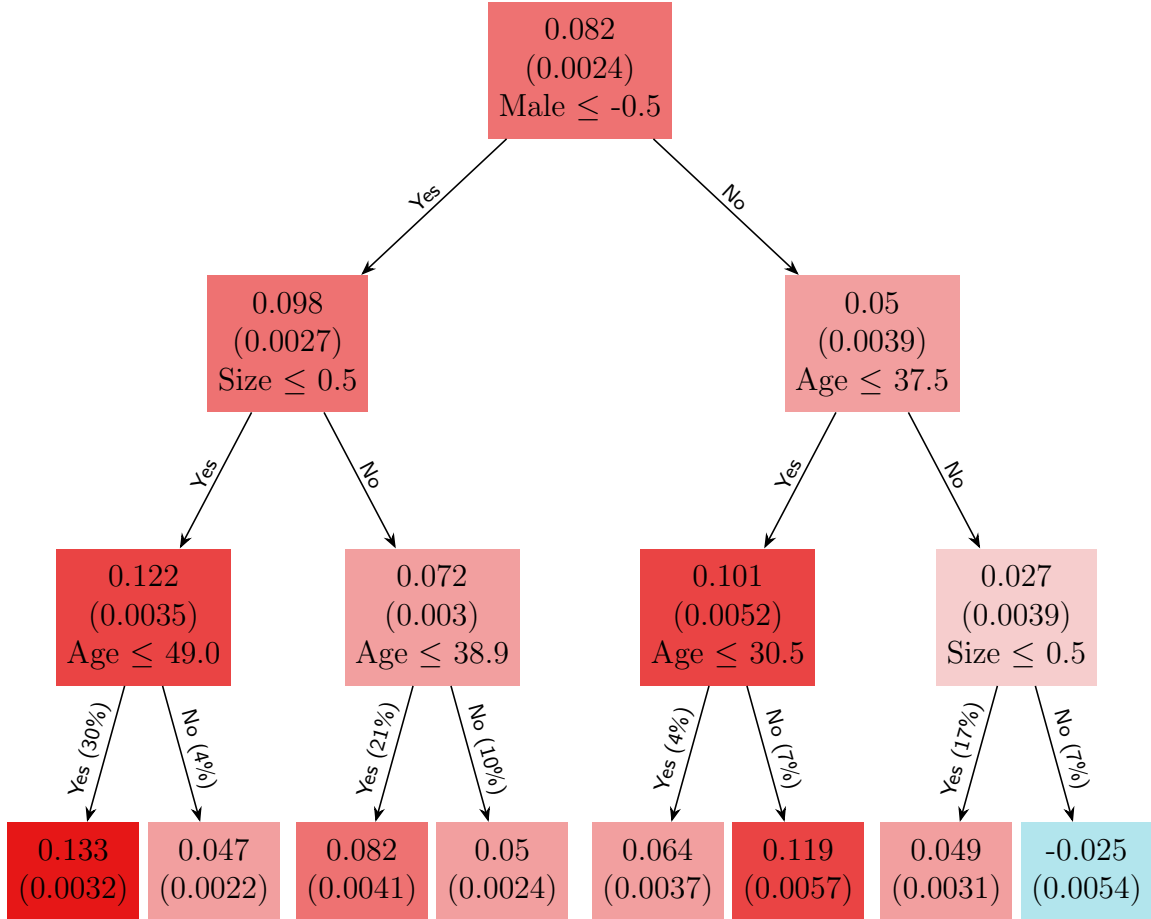 0.082
(0.0024)
Male ≤ -0.5
Yes
No
0.098
(0.0027)
Size ≤ 0.5
0.05
(0.0039)
Age ≤ 37.5
Yes
No
Yes
No
0.122
(0.0035)
Age ≤ 49.0
0.072
(0.003)
Age ≤ 38.9
0.101
(0.0052)
Age ≤ 30.5
0.027
(0.0039)
Size ≤ 0.5
Yes (30%)
No (4%)
Yes (21%)
No (10%)
Yes (4%)
No (7%)
Yes (17%)
No (7%)
0.133
(0.0032)
0.047
(0.0022)
0.082
(0.0041)
0.05
(0.0024)
0.064
(0.0037)
0.119
(0.0057)
0.049
(0.0031)
-0.025
(0.0054)